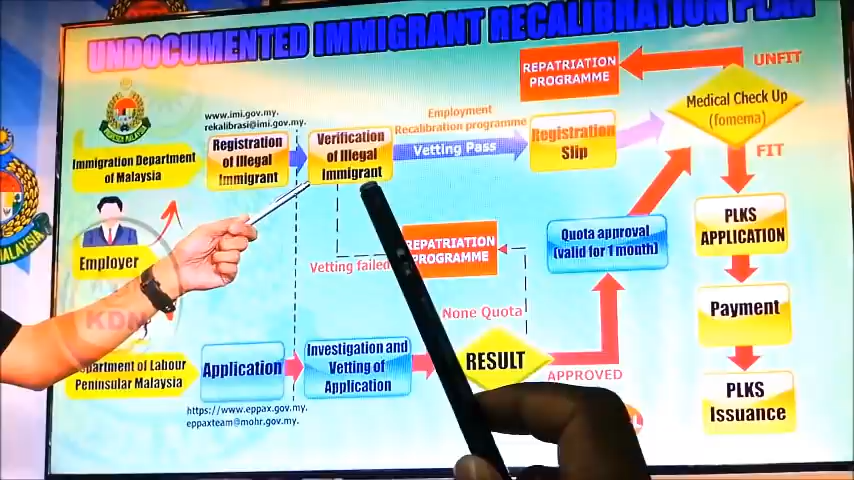 UNDOCUMENTED IMMIGRANT RECALIBRATION PLAN
REPATRIATION
PROGRAMME
UNFIT
Medical Check Up
(fomema)
FIT
www.imi.gov.my
rekalibrasi@imi.gov.my
Immigration Department
of Malaysia
Registration
of Illegal
Immigrant
Verification
of Illegal
Immigrant
Employment
Recalibration programme
Vetting Pass
Registration
Slip
Employer
Vetting failed
REPATRIATION
PROGRAMME
Quota approval
(valid for 1 month)
PLKS
APPLICATION
KDN
None Quota
Payment
of Labour
Peninsular Malaysia
Application
Investigation and
Vetting of
Application
RESULT
APPROVED
PLKS
Issuance
https://www.eppax.gov.my
eppaxteam@mohr.gov.my